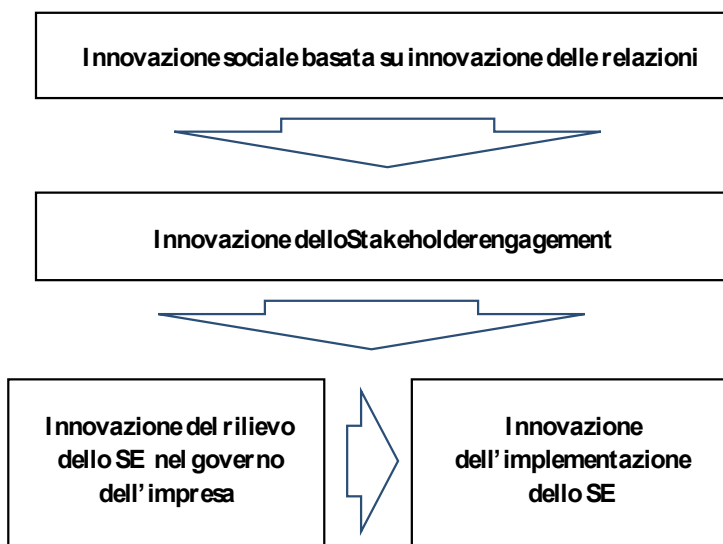 Innovazione sociale basata su innovazione delle relazioni
Innovazione dello Stakeholder engagement
Innovazione del rilievo
dello SE nel governo
dell'impresa
Innovazione
dell'implementazione
dello SE